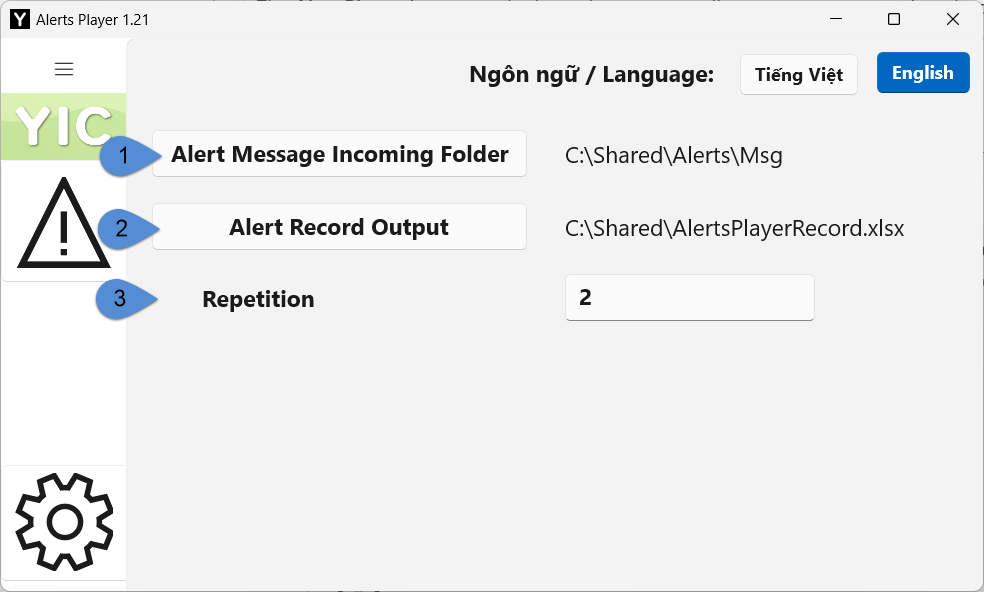 Y Alerts Player 1.21
Ngôn ngữ / Language: Tiếng Việt English
YIC
1 Alert Message Incoming Folder C:\Shared\Alerts\Msg
2 Alert Record Output C:\Shared\AlertsPlayerRecord.xlsx
3 Repetition 2